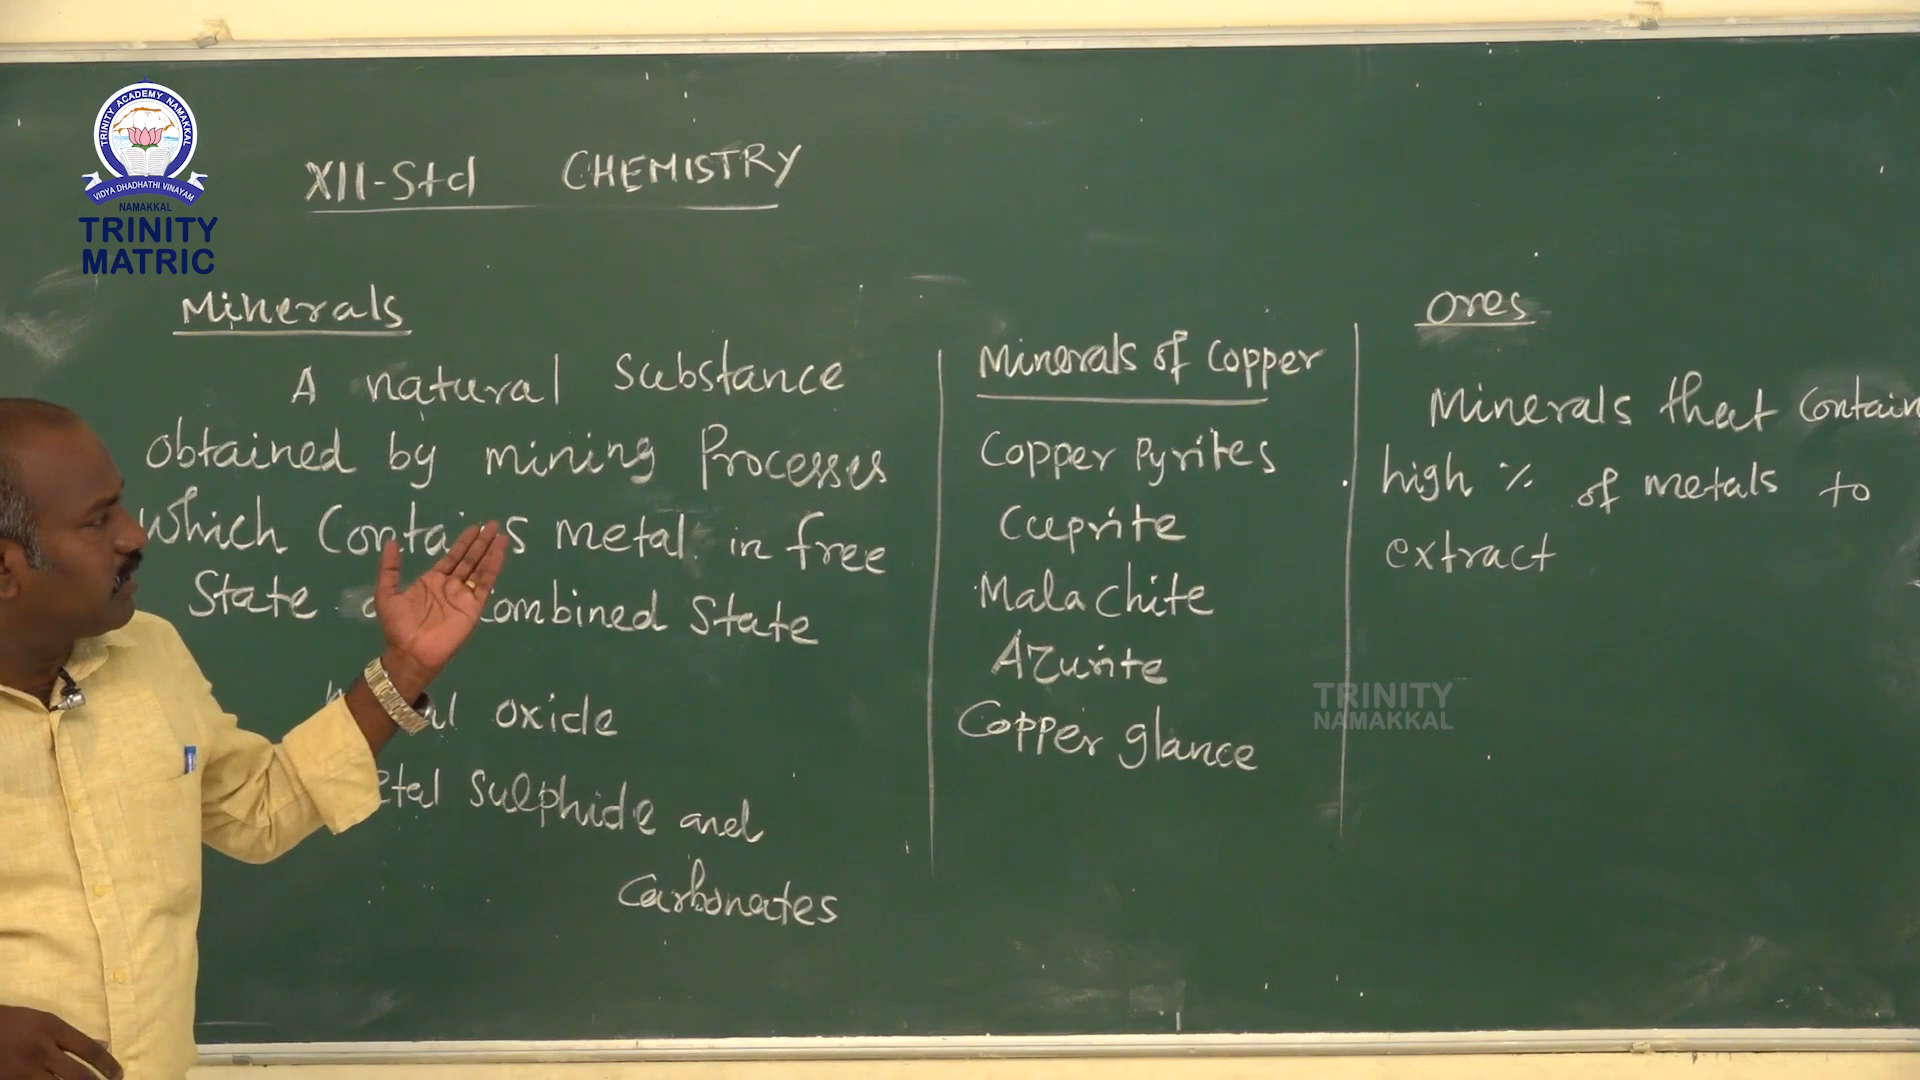 TRINITY ACADEMY NAMAKKAL
VIDYA DHADHATHI VINAYAM
NAMAKKAL
TRINITY
MATRIC
XII-Std CHEMISTRY
Minerals
A natural Substance
obtained by mining Processes
Which Contains metal in free
State combined State
oxide
Metal Sulphide and
Carbonates
Minerals of Copper
Copper Pyrites
Cuprite
Malachite
Azurite
Copper glance
Ores
Minerals that contain
high % of metals to
extract
TRINITY
NAMAKKAL